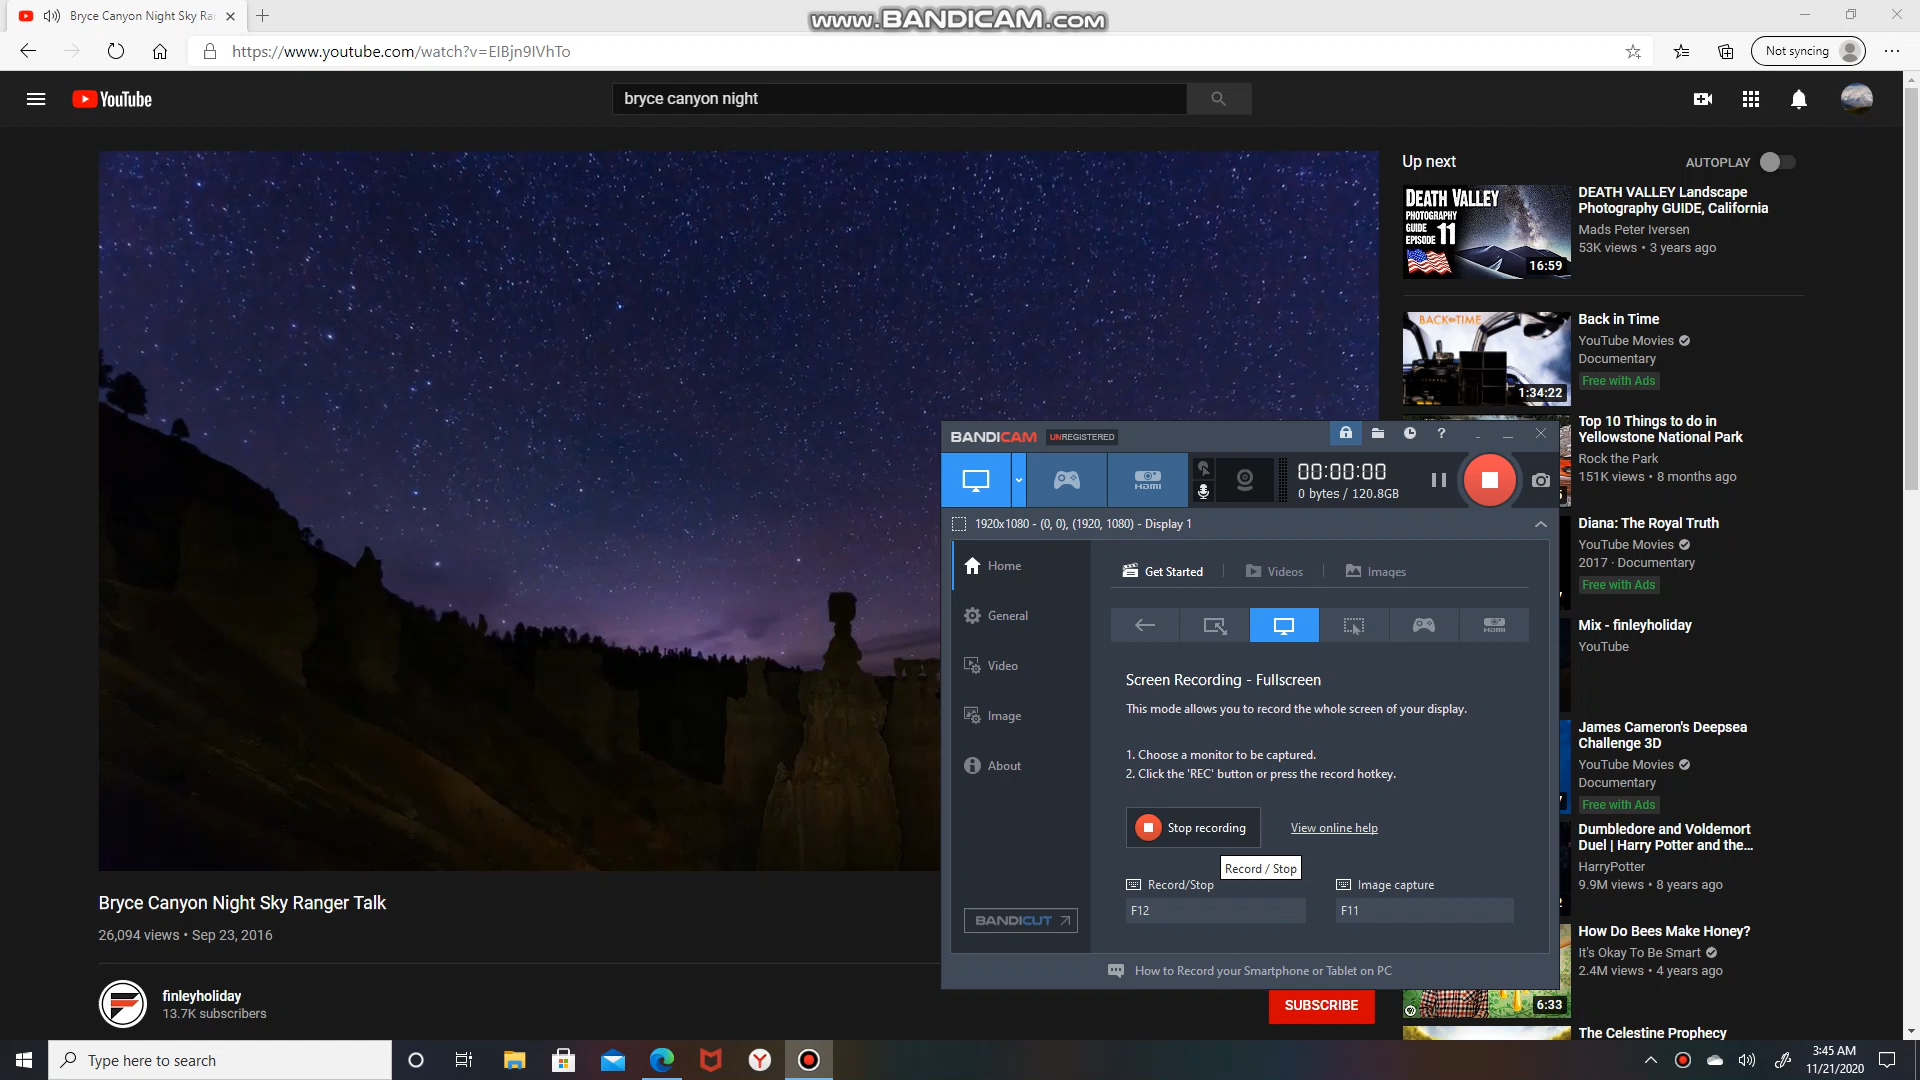 Bryce Canyon Night Sky Ra
www.BANDICAM.com
https://www.youtube.com/watch?v=EIBjn9IVhTo
Not syncing
YouTube
bryce canyon night
Up next
AUTOPLAY
DEATH VALLEY
PHOTOGRAPHY
GUIDE
EPISODE 11
16:59
DEATH VALLEY Landscape
Photography GUIDE, California
Mads Peter Iversen
53K views • 3 years ago
BACK TO TIME
1:34:22
Back in Time
YouTube Movies
Documentary
Free with Ads
Top 10 Things to do in
Yellowstone National Park
Rock the Park
151K views • 8 months ago
Diana: The Royal Truth
YouTube Movies
2017 · Documentary
Free with Ads
Mix - finleyholiday
YouTube
James Cameron's Deepsea
Challenge 3D
YouTube Movies
Documentary
Free with Ads
Dumbledore and Voldemort
Duel | Harry Potter and the...
HarryPotter
9.9M views • 8 years ago
How Do Bees Make Honey?
It's Okay To Be Smart
2.4M views • 4 years ago
6:33
The Celestine Prophecy
BANDICAM UNREGISTERED
?
HDMI
00:00:00
0 bytes / 120.8GB
1920x1080 - (0, 0), (1920, 1080) - Display 1
Home
General
Video
Image
About
BANDICUT
Get Started
Videos
Images
HDMI
Screen Recording - Fullscreen
This mode allows you to record the whole screen of your display.
1. Choose a monitor to be captured.
2. Click the 'REC' button or press the record hotkey.
Stop recording
View online help
Record / Stop
Record/Stop
Image capture
F12
F11
How to Record your Smartphone or Tablet on PC
Bryce Canyon Night Sky Ranger Talk
26,094 views • Sep 23, 2016
finleyholiday
13.7K subscribers
SUBSCRIBE
Type here to search
3:45 AM
11/21/2020